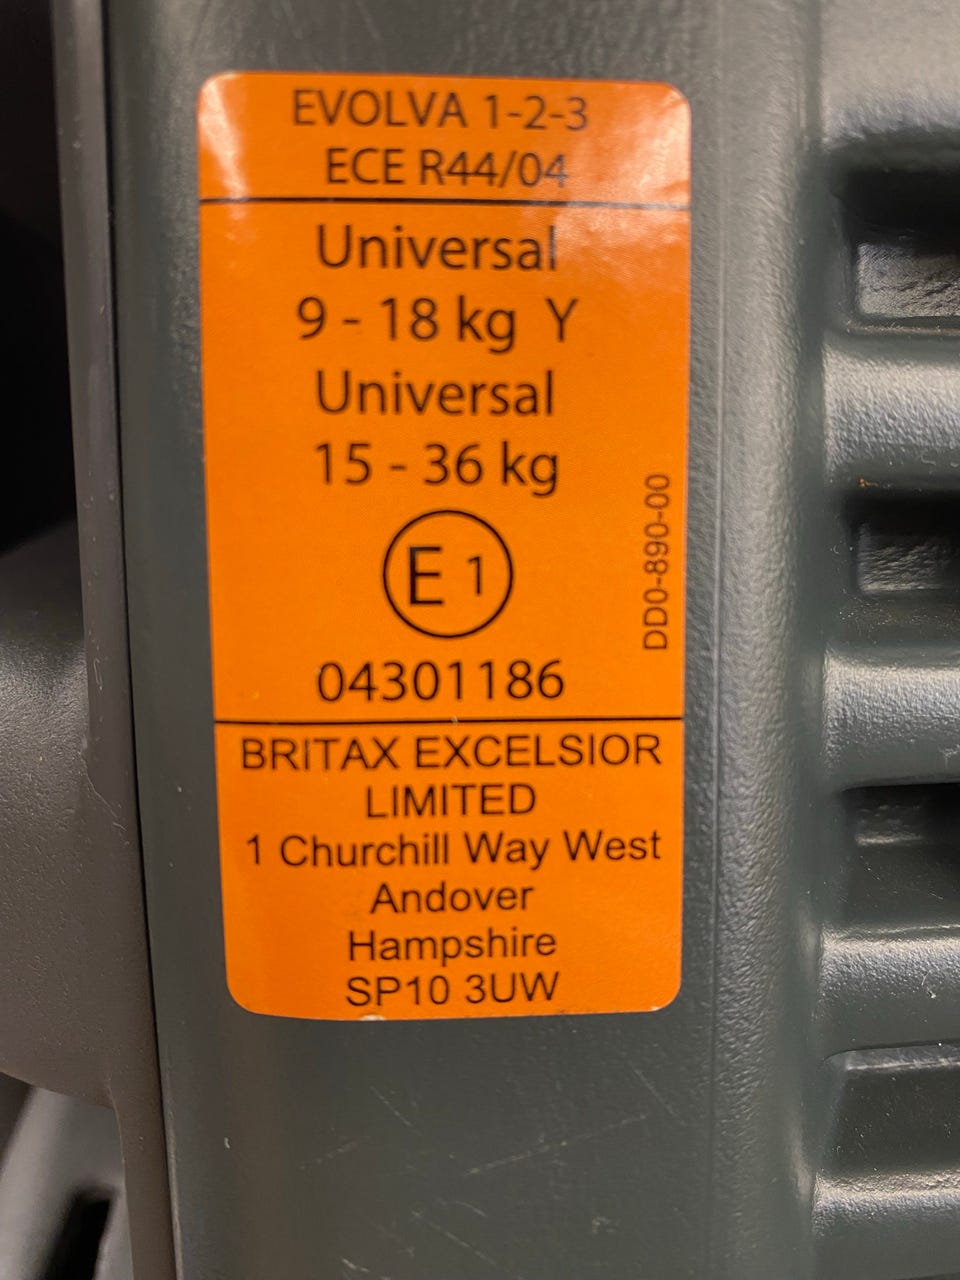 EVOLVA 1-2-3
ECE R44/04
Universal
9 - 18 kg Y
Universal
15 - 36 kg
E 1
DD0-890-00
04301186
BRITAX EXCELSIOR
LIMITED
1 Churchill Way West
Andover
Hampshire
SP10 3UW